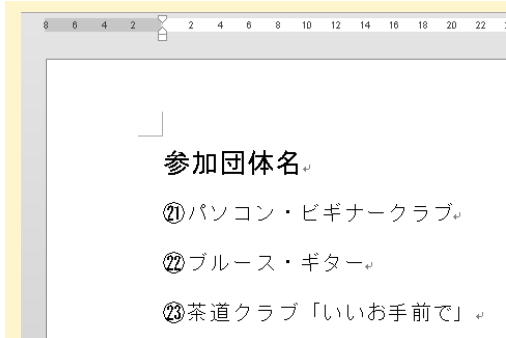 8 6 4 2 2 4 6 8 10 12 14 16 18 20 22
参加団体名
㉑パソコン・ビギナークラブ
㉒ブルース・ギター
㉓茶道クラブ「いいお手前で」